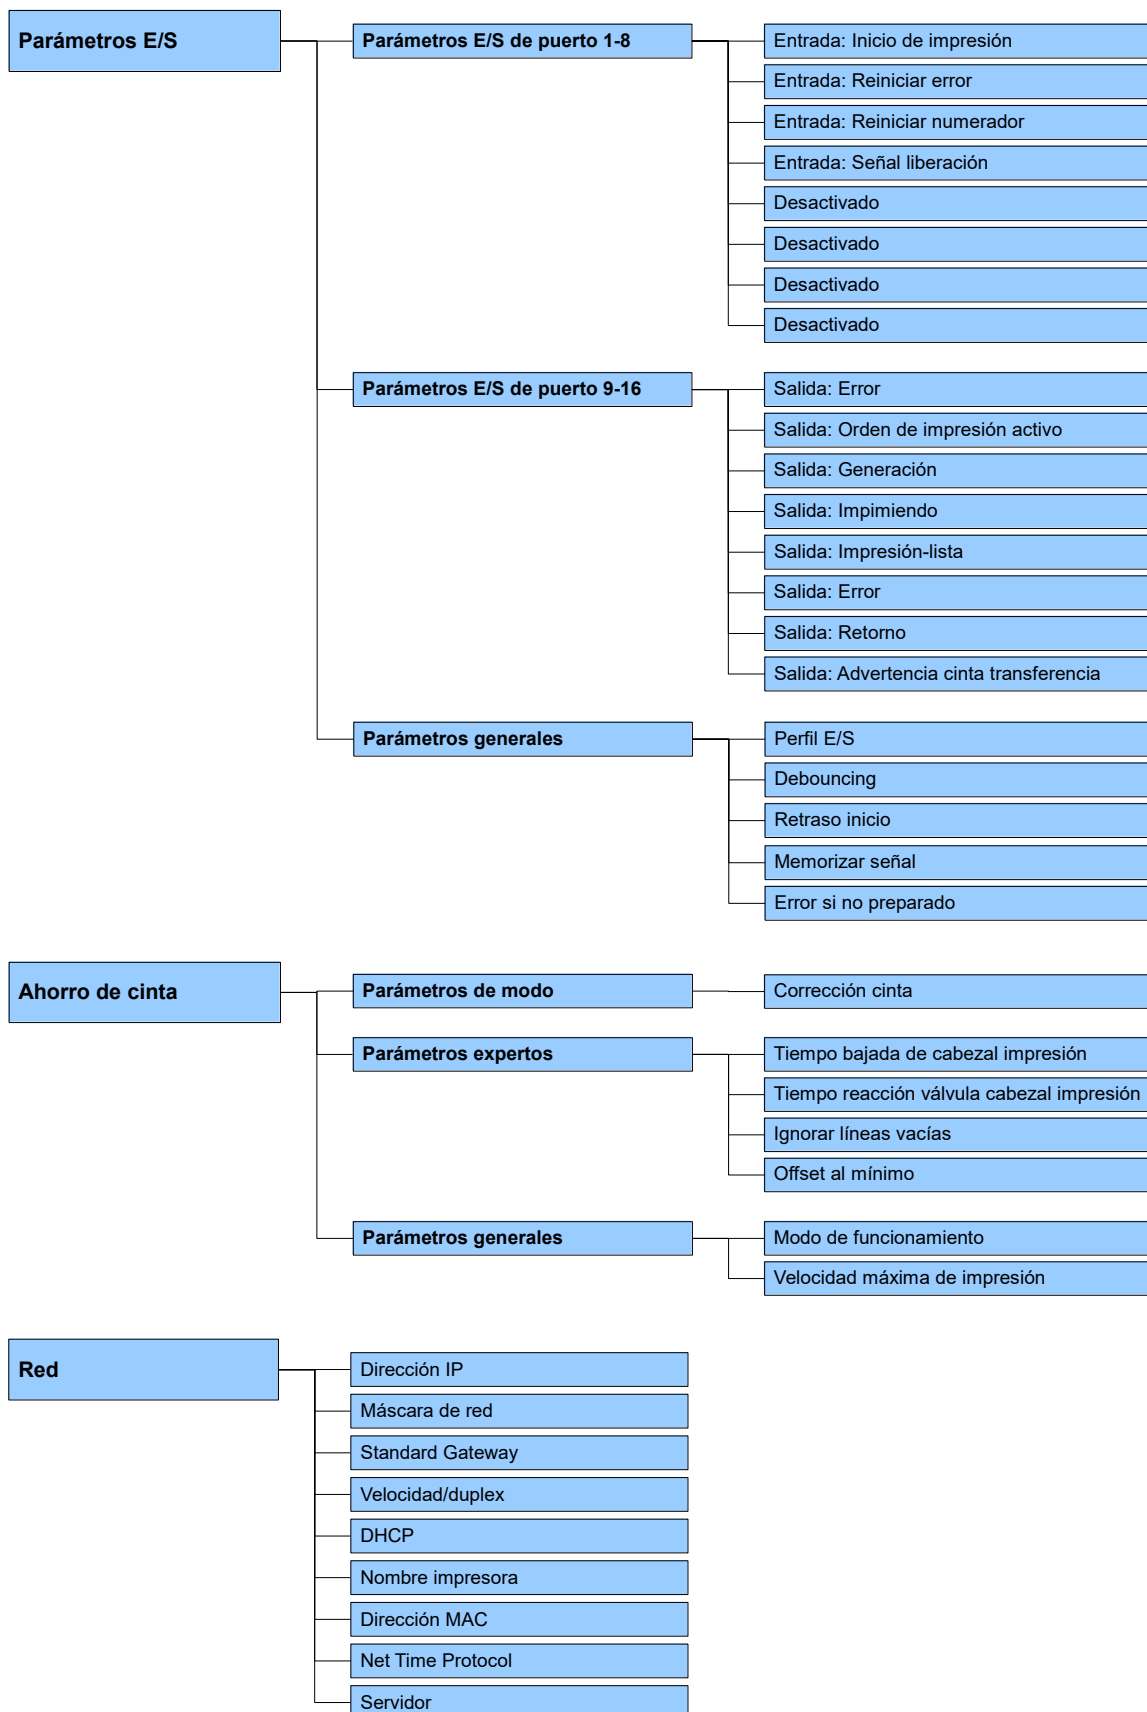 Parámetros E/S
Parámetros E/S de puerto 1-8
Entrada: Inicio de impresión
Entrada: Reiniciar error
Entrada: Reiniciar numerador
Entrada: Señal liberación
Desactivado
Desactivado
Desactivado
Desactivado
Parámetros E/S de puerto 9-16
Salida: Error
Salida: Orden de impresión activo
Salida: Generación
Salida: Impimiendo
Salida: Impresión-lista
Salida: Error
Salida: Retorno
Salida: Advertencia cinta transferencia
Parámetros generales
Perfil E/S
Debouncing
Retraso inicio
Memorizar señal
Error si no preparado
Ahorro de cinta
Parámetros de modo
Corrección cinta
Parámetros expertos
Tiempo bajada de cabezal impresión
Tiempo reacción válvula cabezal impresión
Ignorar líneas vacías
Offset al mínimo
Parámetros generales
Modo de funcionamiento
Velocidad máxima de impresión
Red
Dirección IP
Máscara de red
Standard Gateway
Velocidad/duplex
DHCP
Nombre impresora
Dirección MAC
Net Time Protocol
Servidor